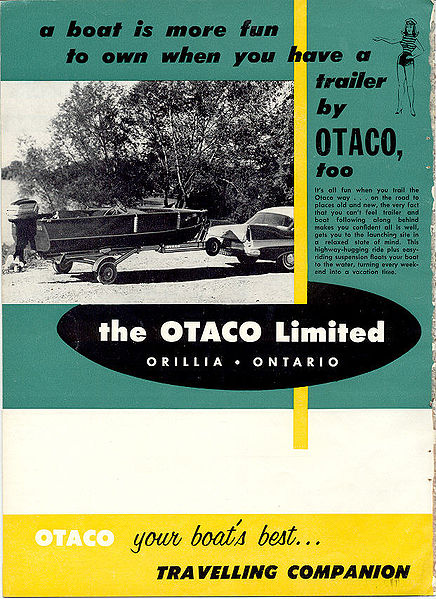 a boat is more fun
to own when you have a
trailer
by
OTACO,
too
It's all fun when you trail the
Otaco way . . . on the road to
places old and new, the very fact
that you can't feel trailer and
boat following along behind
makes you confident all is well,
gets you to the launching site in
a relaxed state of mind. This
highway-hugging ride plus easy-
riding suspension floats your boat
to the water, turning every week-
end into a vacation time.
the OTACO Limited
ORILLIA • ONTARIO
OTACO your boat's best...
TRAVELLING COMPANION